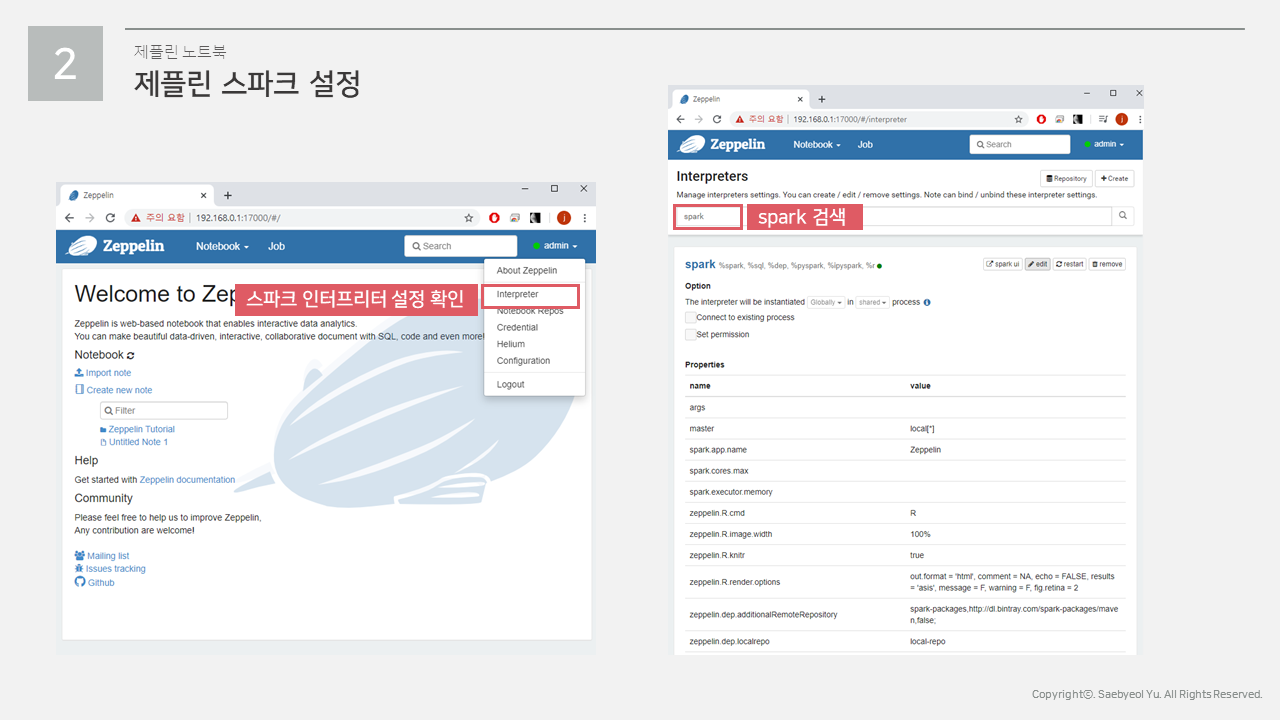 2
제플린 노트북
제플린 스파크 설정
Zeppelin
주의 요함
192.168.0.1:17000/#/
Zeppelin
Notebook
Job
Search
admin
About Zeppelin
Interpreter
Notebook Repos
Credential
Helium
Configuration
Logout
스파크 인터프리터 설정 확인
Welcome to Zep
Zeppelin is web-based notebook that enables interactive data analytics.
You can make beautiful data-driven, interactive, collaborative document with SQL, code and even more!
Notebook
Import note
Create new note
Filter
Zeppelin Tutorial
Untitled Note 1
Help
Get started with Zeppelin documentation
Community
Please feel free to help us to improve Zeppelin,
Any contribution are welcome!
Mailing list
Issues tracking
Github
Zeppelin
주의 요함
192.168.0.1:17000/#/interpreter
Zeppelin
Notebook
Job
Search
admin
Interpreters
Repository
Create
Manage interpreters settings. You can create / edit / remove settings. Note can bind / unbind these interpreter settings.
spark
spark 검색
spark %spark, %sql, %dep, %pyspark, %ipyspark, %r
spark ui
edit
restart
remove
Option
The interpreter will be instantiated Globally in shared process
Connect to existing process
Set permission
Properties
name value
args
master local[*]
spark.app.name Zeppelin
spark.cores.max
spark.executor.memory
zeppelin.R.cmd R
zeppelin.R.image.width 100%
zeppelin.R.knitr true
zeppelin.R.render.options out.format = 'html', comment = NA, echo = FALSE, results
= 'asis', message = F, warning = F, fig.retina = 2
zeppelin.dep.additionalRemoteRepository spark-packages,http://dl.bintray.com/spark-packages/mave
n,false;
zeppelin.dep.localrepo local-repo
Copyrightⓒ. Saebyeol Yu. All Rights Reserved.